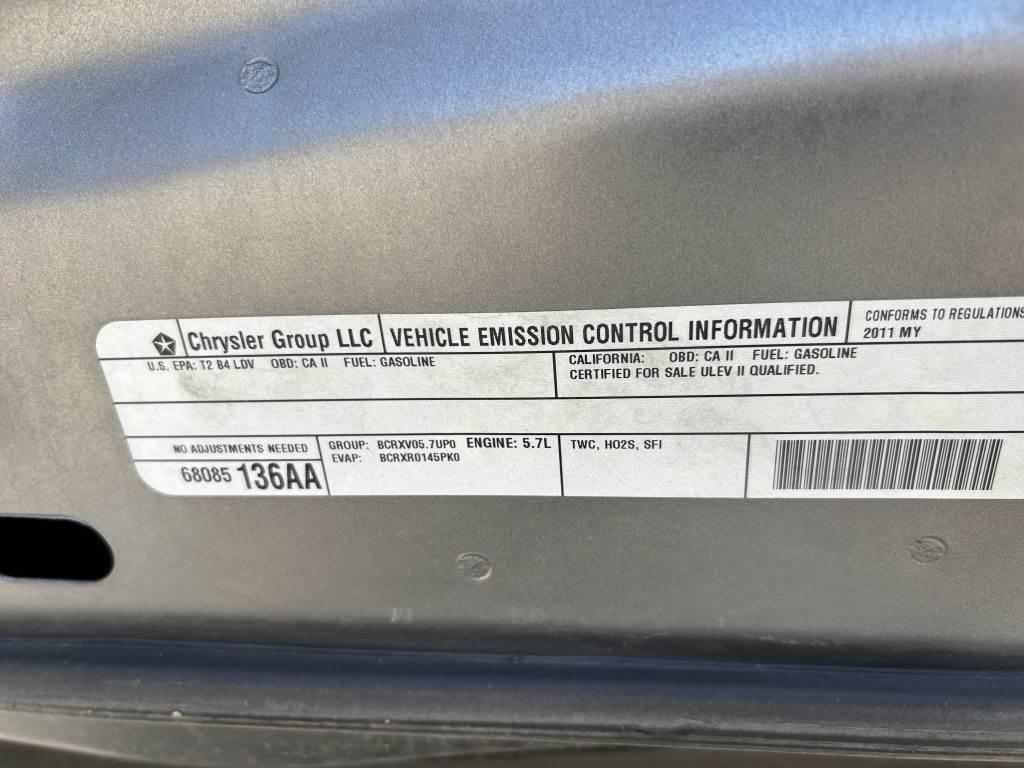 Chrysler Group LLC
VEHICLE EMISSION CONTROL INFORMATION
CONFORMS TO REGULATIONS
2011 MY
U.S. EPA: T2 B4 LDV OBD: CA II FUEL: GASOLINE
CALIFORNIA: OBD: CA II FUEL: GASOLINE
CERTIFIED FOR SALE ULEV II QUALIFIED.
NO ADJUSTMENTS NEEDED
68085 136AA
GROUP: BCRXV05.7UP0 ENGINE: 5.7L
EVAP: BCRXR0145PK0
TWC, HO2S, SFI